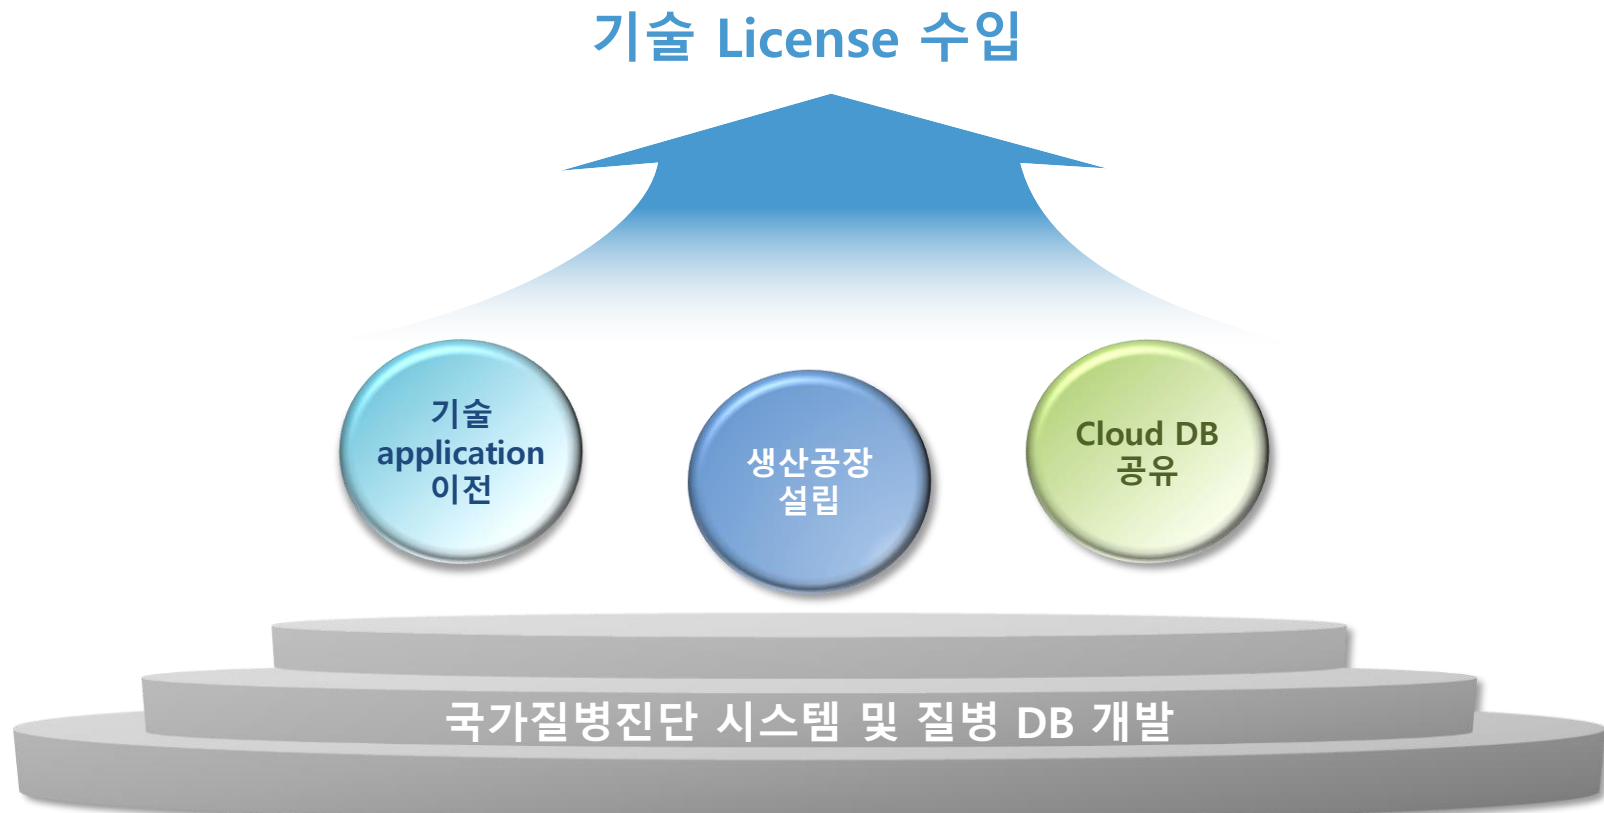 기술 License 수입
기술
application
이전
생산공장
설립
Cloud DB
공유
국가질병진단 시스템 및 질병 DB 개발